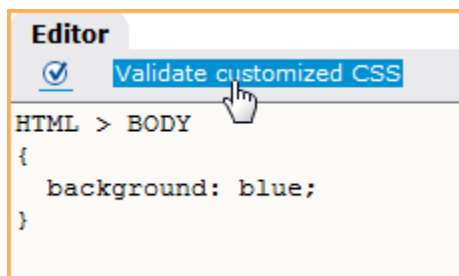 Editor
Validate customized CSS
HTML > BODY
{
  background: blue;
}